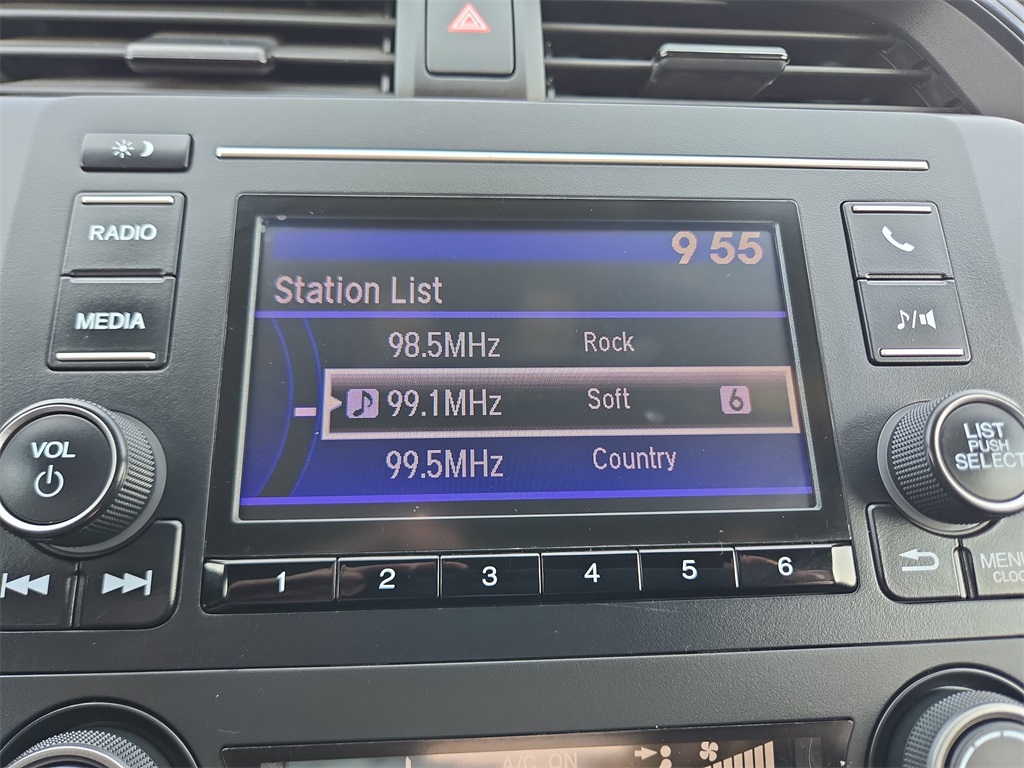 RADIO
MEDIA
VOL
9 55
Station List
98.5MHz Rock
99.1MHz Soft 6
99.5MHz Country
LIST
PUSH
SELECT
1 2 3 4 5 6
MENU
CLOCK
A/C ON